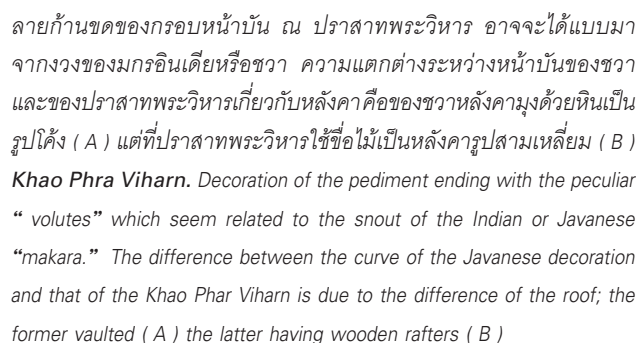 ลายก้านขดของกรอบหน้าบัน ณ ปราสาทพระวิหาร อาจจะได้แบบมา
จากงวงของมกรอินเดียหรือชวา ความแตกต่างระหว่างหน้าบันของชวา
และของปราสาทพระวิหารเกี่ยวกับหลังคา คือของชวาหลังคามุงด้วยหินเป็น
รูปโค้ง ( A ) แต่ที่ปราสาทพระวิหารใช้ขื่อไม้เป็นหลังคารูปสามเหลี่ยม ( B )
Khao Phra Viharn. Decoration of the pediment ending with the peculiar
“ volutes” which seem related to the snout of the Indian or Javanese
“makara.” The difference between the curve of the Javanese decoration
and that of the Khao Phar Viharn is due to the difference of the roof; the
former vaulted ( A ) the latter having wooden rafters ( B )